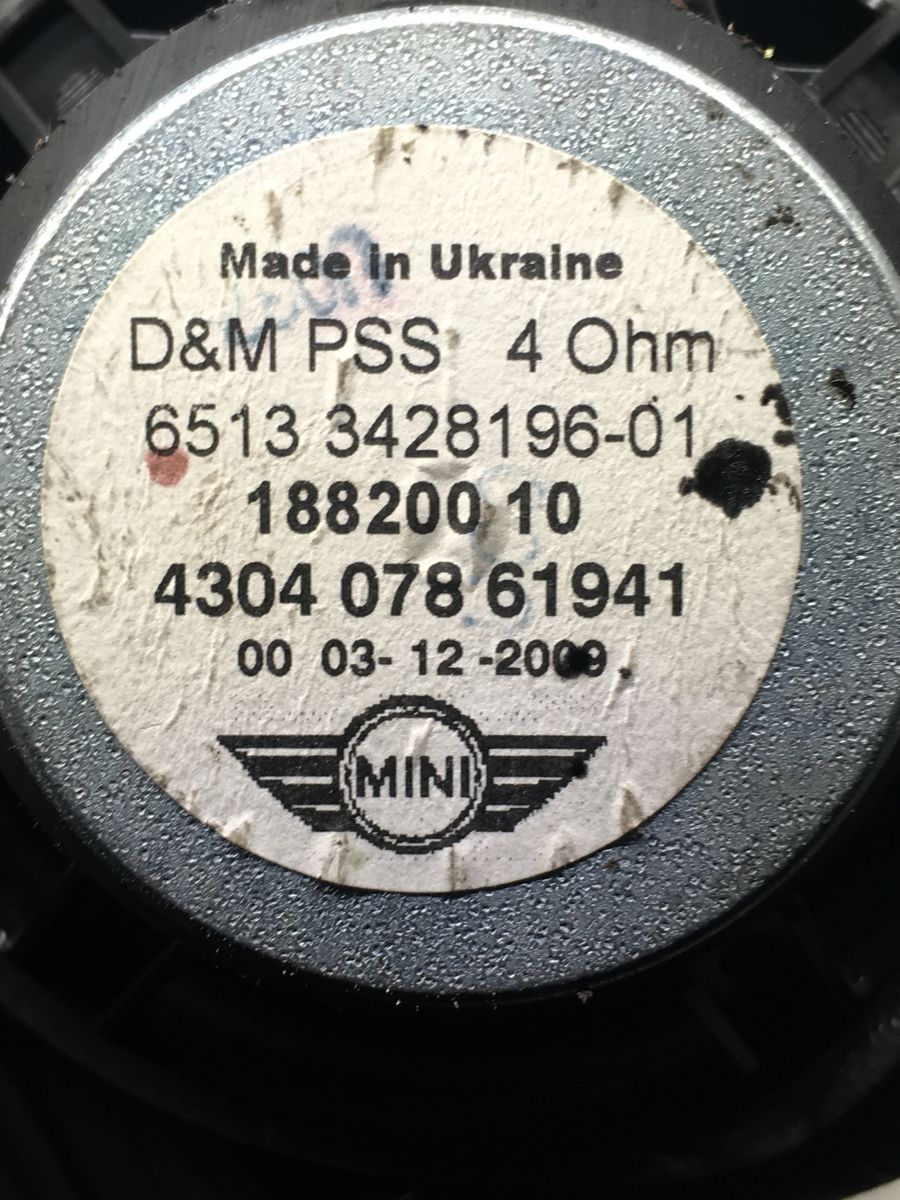 Made in Ukraine
D&M PSS 4 Ohm
6513 3428196-01
188200 10
4304 078 61941
00 03- 12 -2009
MINI